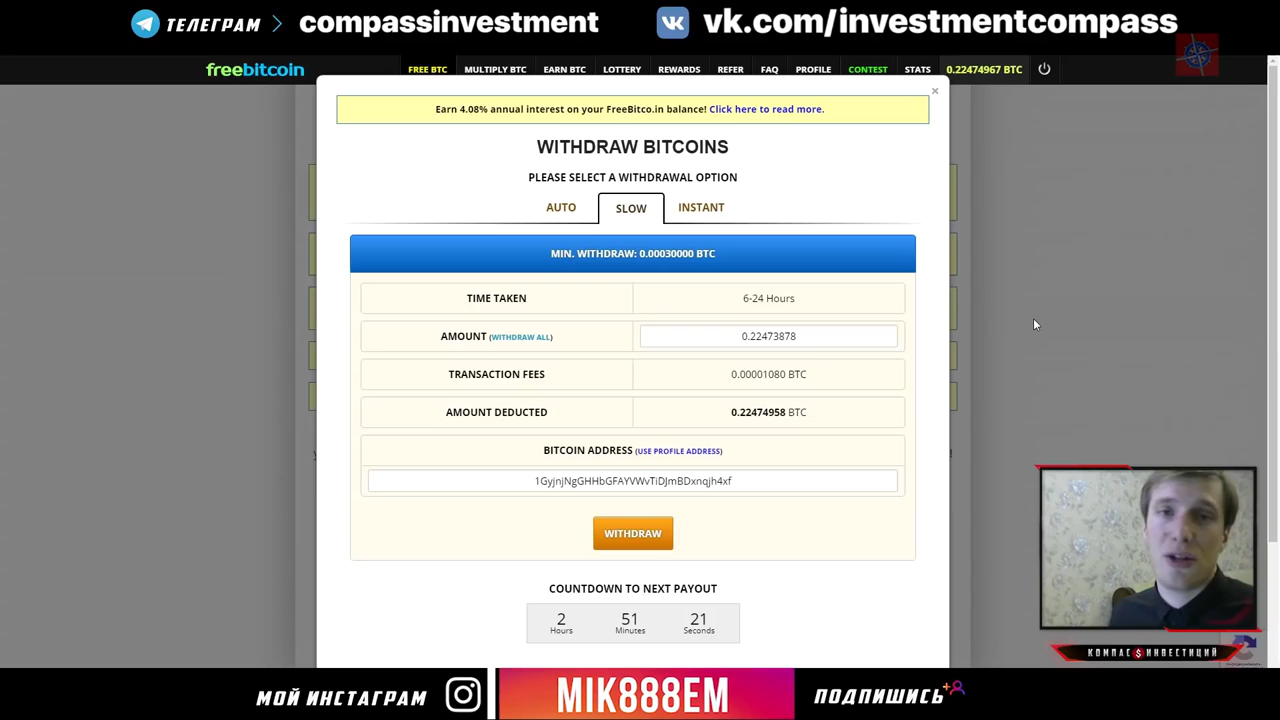 ТЕЛЕГРАМ > compassinvestment
vk.com/investmentcompass
freebitcoin
FREE BTC MULTIPLY BTC EARN BTC LOTTERY REWARDS REFER FAQ PROFILE CONTEST STATS 0.22474967 BTC
×
Earn 4.08% annual interest on your FreeBitco.in balance! Click here to read more.
WITHDRAW BITCOINS
PLEASE SELECT A WITHDRAWAL OPTION
AUTO SLOW INSTANT
MIN. WITHDRAW: 0.00030000 BTC
TIME TAKEN 6-24 Hours
AMOUNT (WITHDRAW ALL) 0.22473878
TRANSACTION FEES 0.00001080 BTC
AMOUNT DEDUCTED 0.22474958 BTC
BITCOIN ADDRESS (USE PROFILE ADDRESS)
1GyjnjNgGHHbGFAYVWvTiDJmBDxnqjh4xf
WITHDRAW
COUNTDOWN TO NEXT PAYOUT
2 51 21
Hours Minutes Seconds
КОМПАС $ ИНВЕСТИЦИЙ
МОЙ ИНСТАГРАМ
MIK888EM
ПОДПИШИСЬ